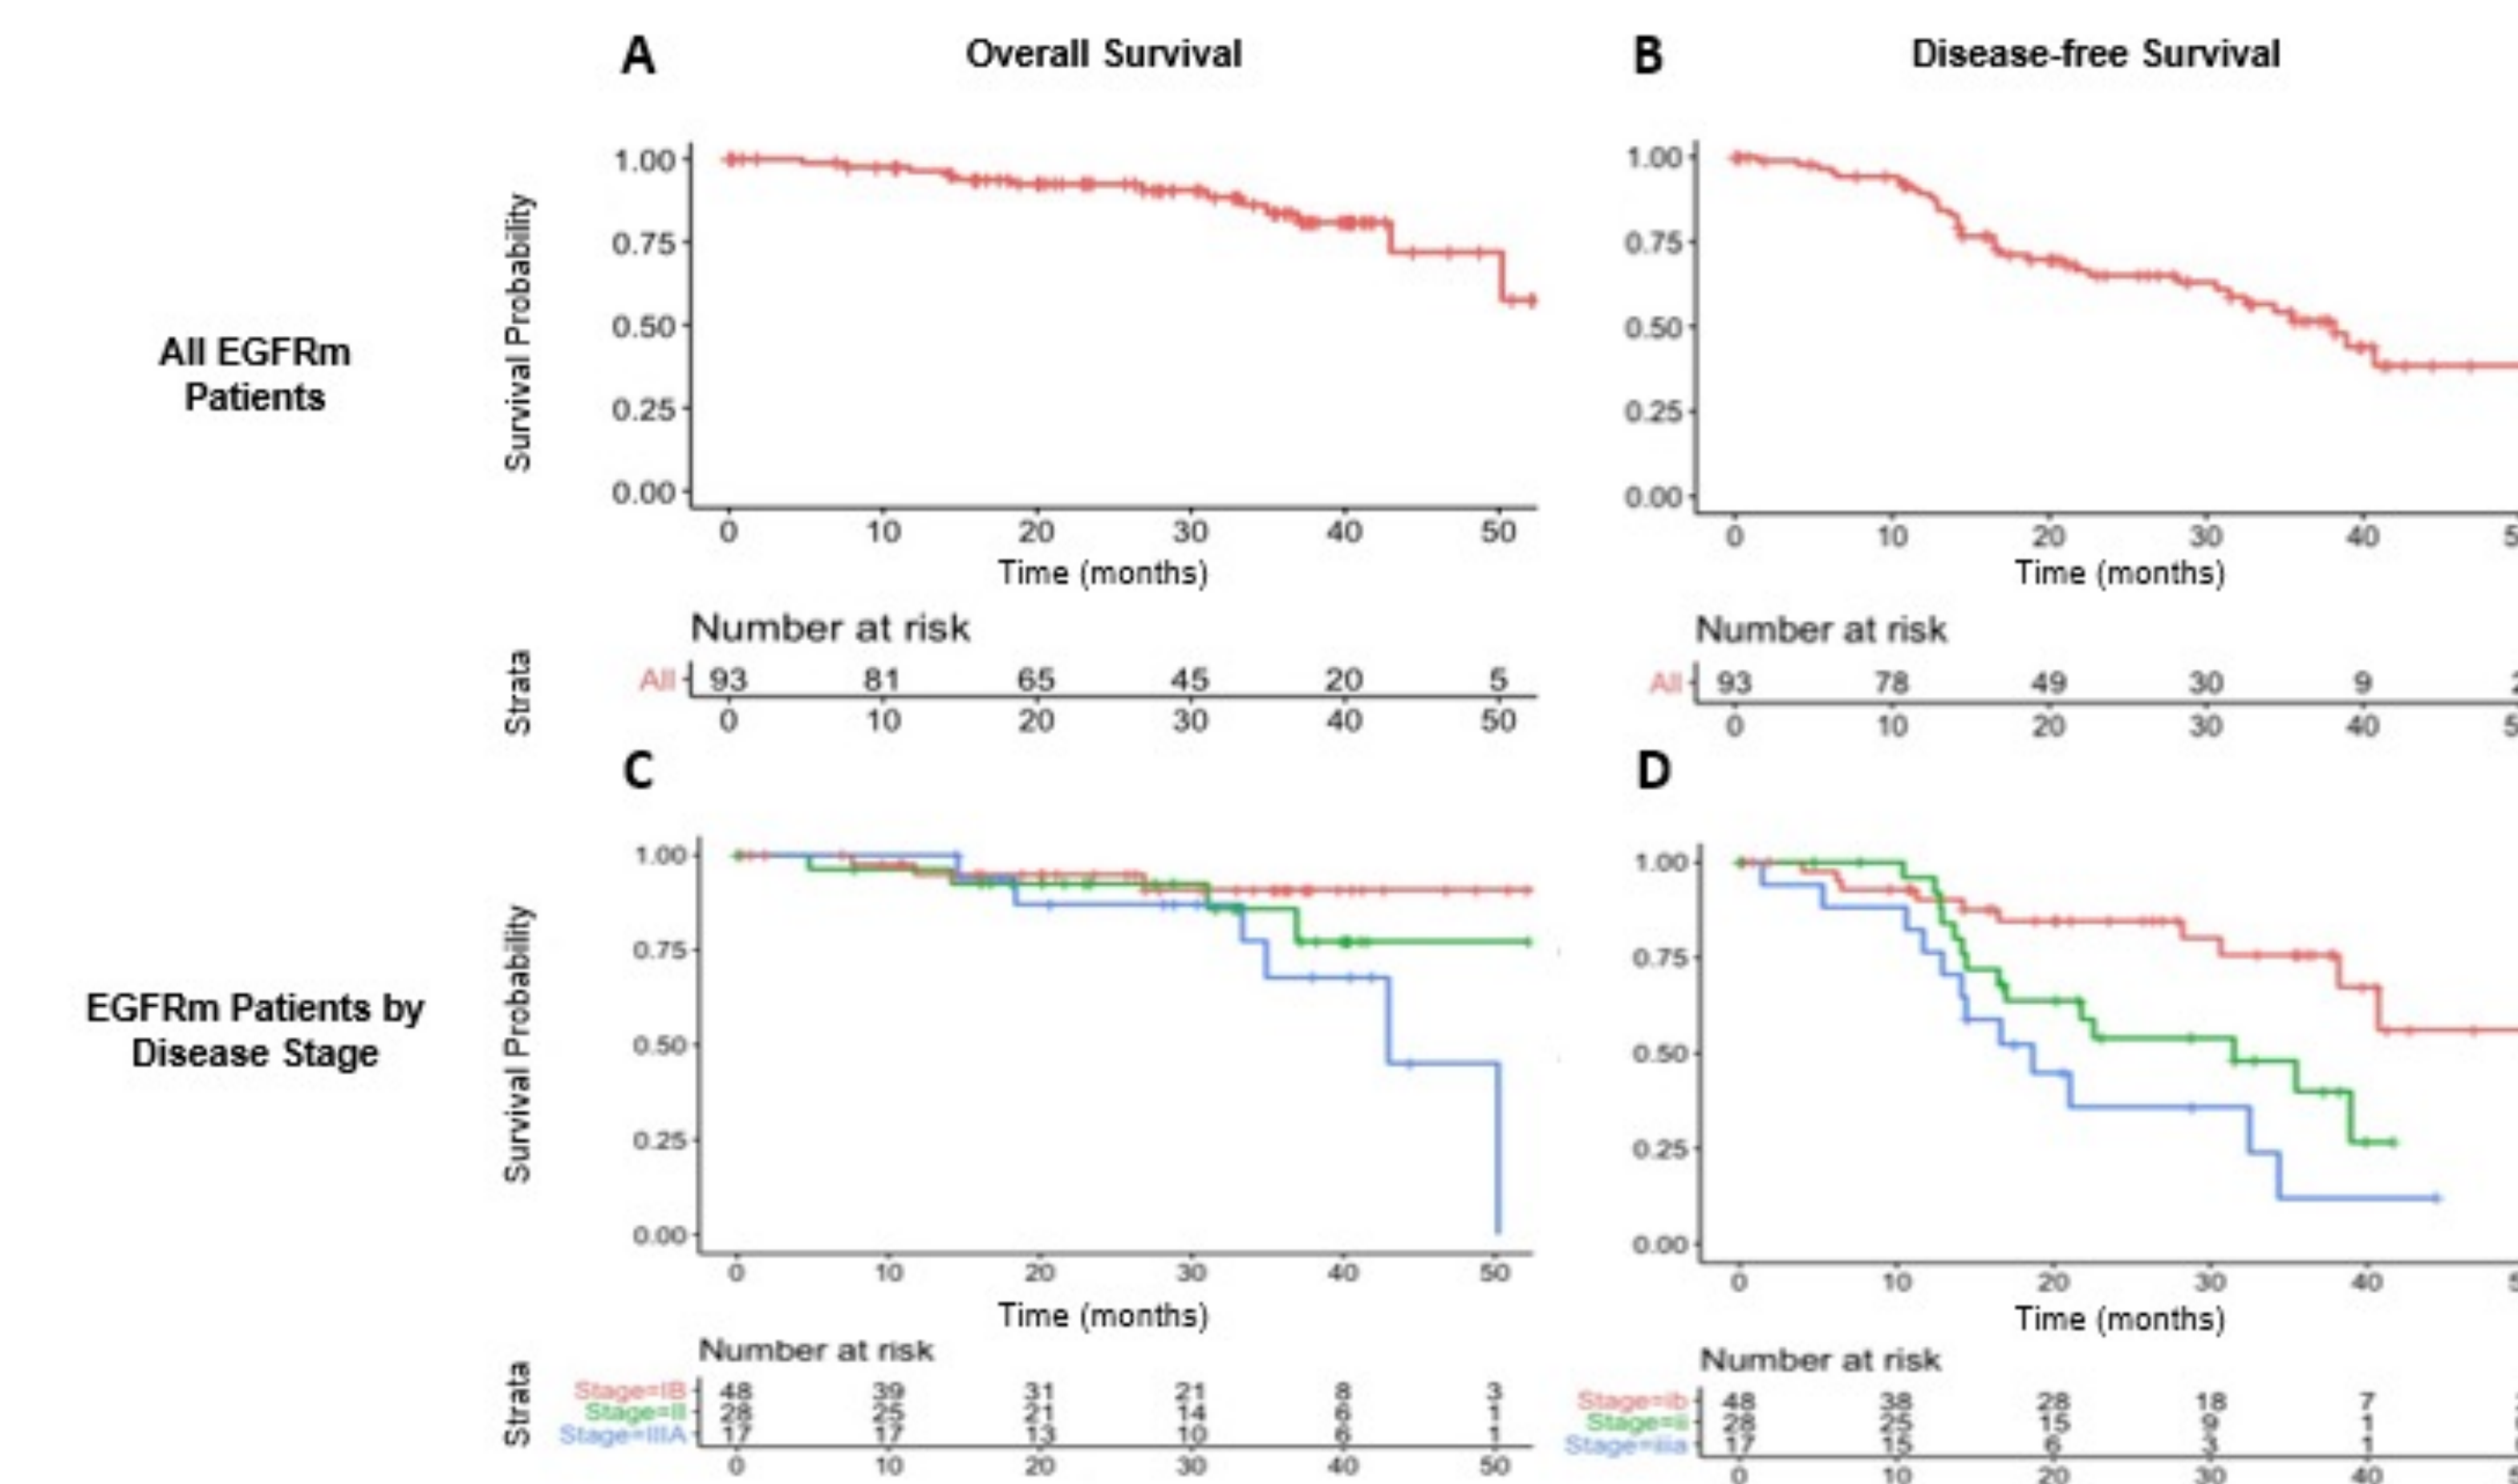 A
Overall Survival
B
Disease-free Survival
All EGFRm
Patients
Survival Probability
1.00
0.75
0.50
0.25
0.00
0 10 20 30 40 50
Time (months)
1.00
0.75
0.50
0.25
0.00
0 10 20 30 40
Time (months)
Strata
Number at risk
All 93 81 65 45 20 5
0 10 20 30 40 50
Number at risk
All 93 78 49 30 9
0 10 20 30 40
C
D
EGFRm Patients by
Disease Stage
Survival Probability
1.00
0.75
0.50
0.25
0.00
0 10 20 30 40 50
Time (months)
1.00
0.75
0.50
0.25
0.00
0 10 20 30 40
Time (months)
Strata
Number at risk
Stage=IB 48 39 31 21 8 3
Stage=II 28 25 21 14 6 1
Stage=IIIA 17 17 13 10 6 1
0 10 20 30 40 50
Number at risk
Stage=Ib 48 38 28 18 7
Stage=ii 28 25 15 9 1
Stage=iiia 17 15 6 3 1
0 10 20 30 40